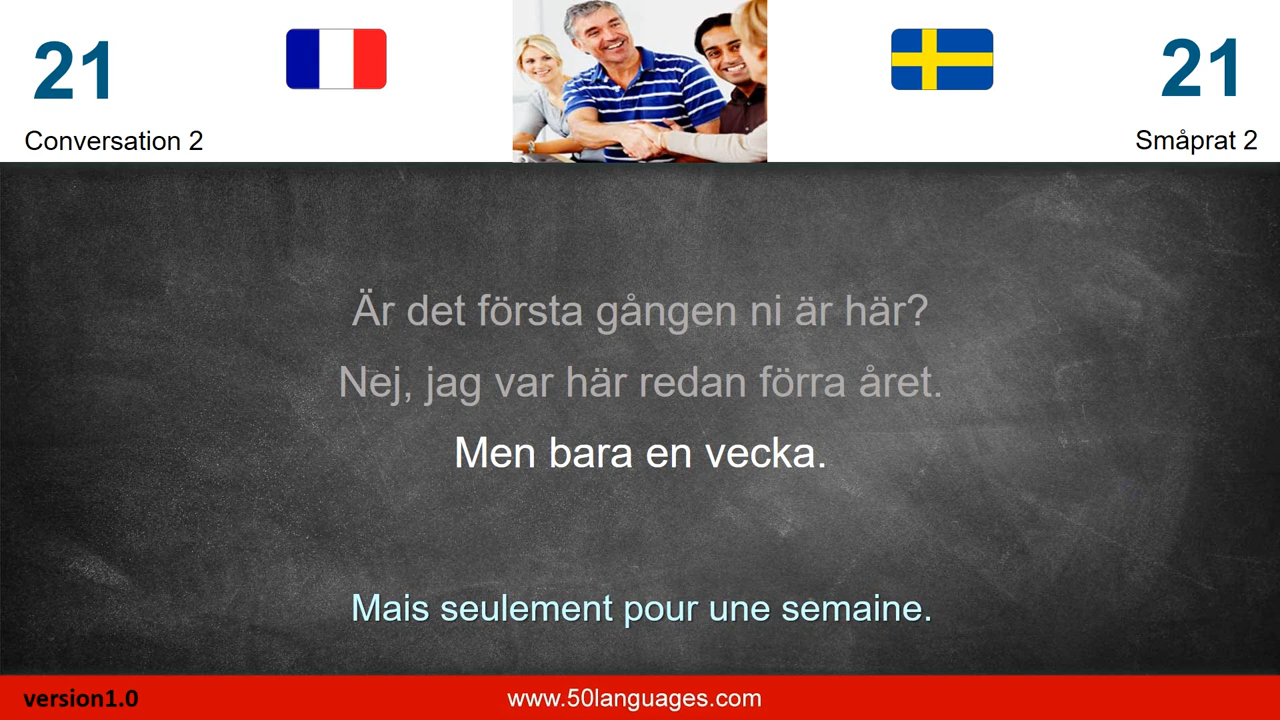 21
21
Conversation 2
Småprat 2
Är det första gången ni är här?
Nej, jag var här redan förra året.
Men bara en vecka.
Mais seulement pour une semaine.
version1.0
www.50languages.com